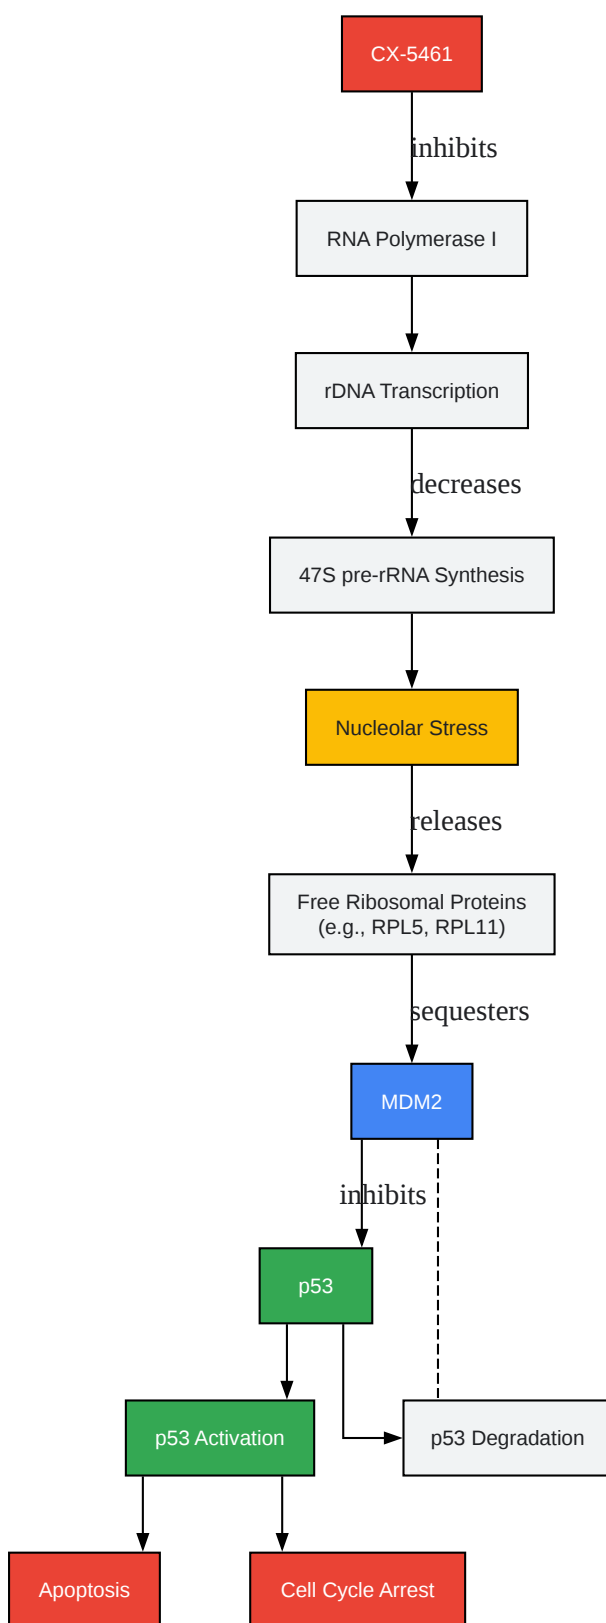 CX-5461
inhibits
RNA Polymerase I
rDNA Transcription
decreases
47S pre-rRNA Synthesis
Nucleolar Stress
releases
Free Ribosomal Proteins
(e.g., RPL5, RPL11)
sequesters
MDM2
inhibits
p53
p53 Activation
p53 Degradation
Apoptosis
Cell Cycle Arrest